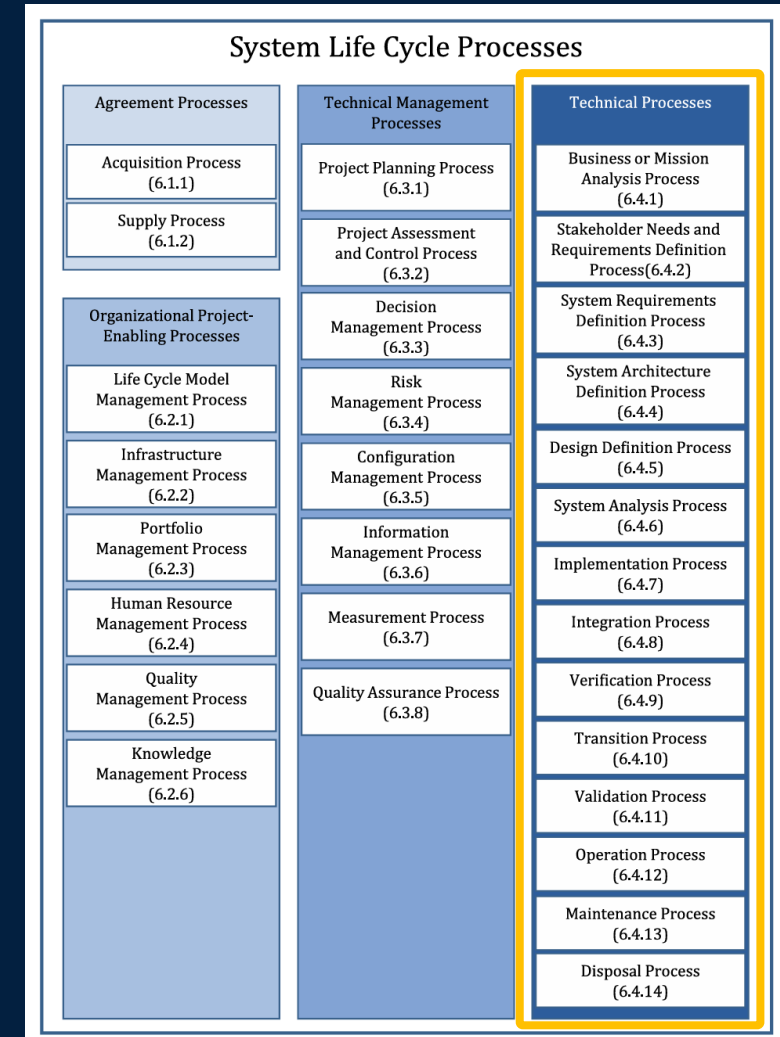 System Life Cycle Processes
Agreement Processes
Acquisition Process
(6.1.1)
Supply Process
(6.1.2)
Organizational Project-
Enabling Processes
Life Cycle Model
Management Process
(6.2.1)
Infrastructure
Management Process
(6.2.2)
Portfolio
Management Process
(6.2.3)
Human Resource
Management Process
(6.2.4)
Quality
Management Process
(6.2.5)
Knowledge
Management Process
(6.2.6)
Technical Management
Processes
Project Planning Process
(6.3.1)
Project Assessment
and Control Process
(6.3.2)
Decision
Management Process
(6.3.3)
Risk
Management Process
(6.3.4)
Configuration
Management Process
(6.3.5)
Information
Management Process
(6.3.6)
Measurement Process
(6.3.7)
Quality Assurance Process
(6.3.8)
Technical Processes
Business or Mission
Analysis Process
(6.4.1)
Stakeholder Needs and
Requirements Definition
Process(6.4.2)
System Requirements
Definition Process
(6.4.3)
System Architecture
Definition Process
(6.4.4)
Design Definition Process
(6.4.5)
System Analysis Process
(6.4.6)
Implementation Process
(6.4.7)
Integration Process
(6.4.8)
Verification Process
(6.4.9)
Transition Process
(6.4.10)
Validation Process
(6.4.11)
Operation Process
(6.4.12)
Maintenance Process
(6.4.13)
Disposal Process
(6.4.14)